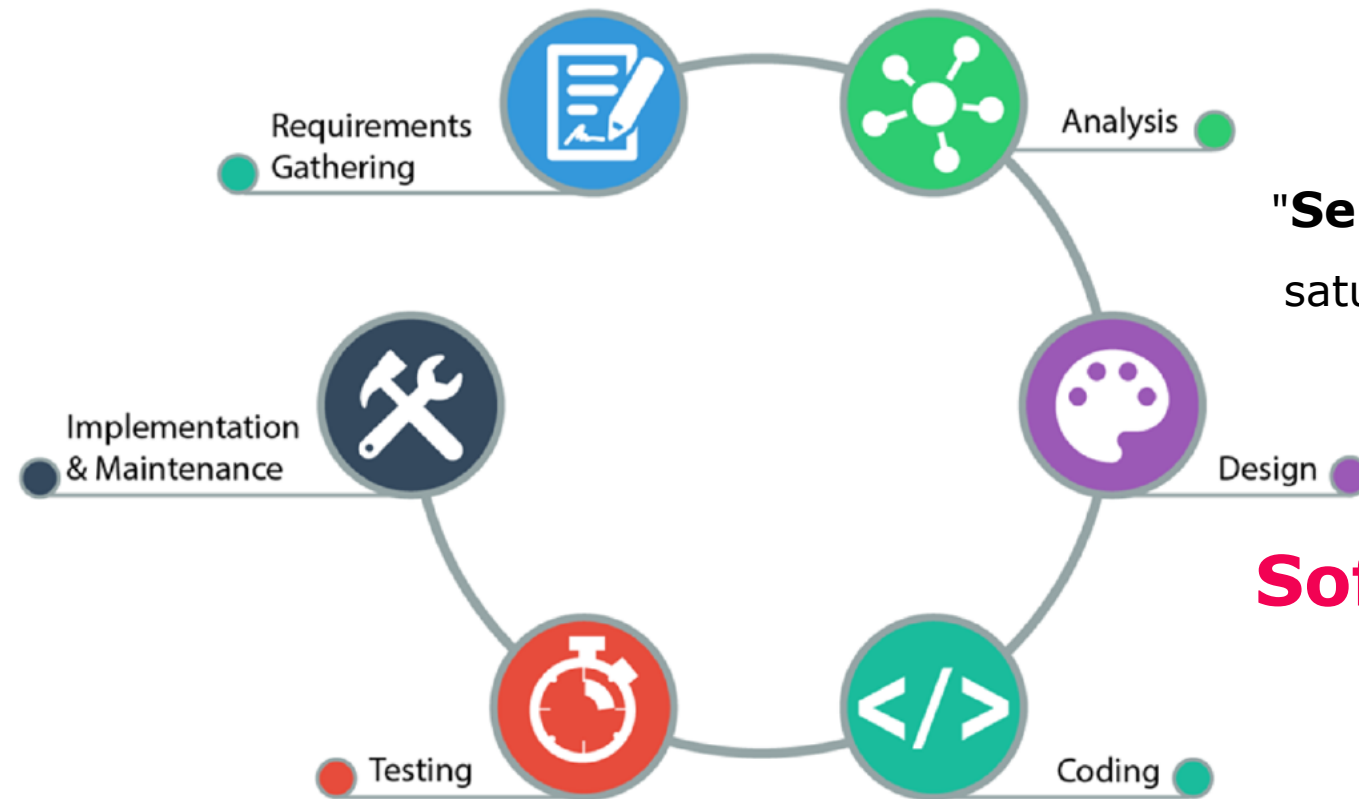 Requirements
Gathering
Analysis
"Se
satu
Implementation
& Maintenance
Design
Sof
</>
Testing
Coding